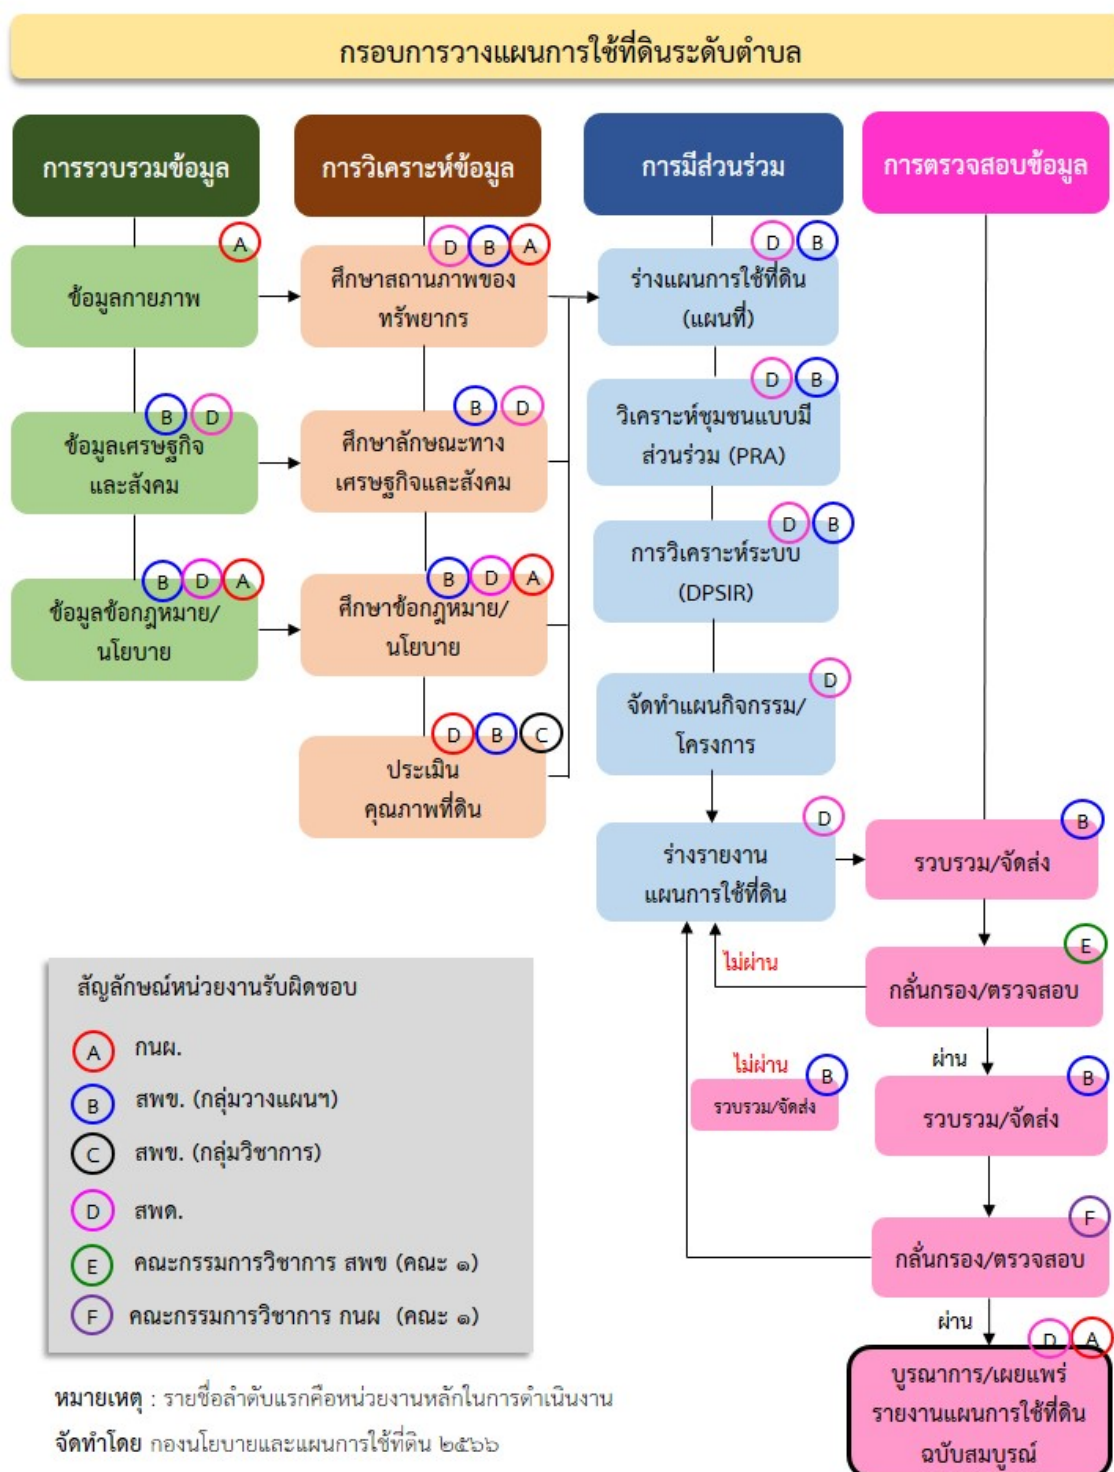 กรอบการวางแผนการใช้ที่ดินระดับตำบล
การรวบรวมข้อมูล
การวิเคราะห์ข้อมูล
การมีส่วนร่วม
การตรวจสอบข้อมูล
A
ข้อมูลกายภาพ
D B A
ศึกษาสถานภาพของ
ทรัพยากร
D B
ร่างแผนการใช้ที่ดิน
(แผนที่)
B D
ข้อมูลเศรษฐกิจ
และสังคม
B D
ศึกษาลักษณะทาง
เศรษฐกิจและสังคม
D B
วิเคราะห์ชุมชนแบบมี
ส่วนร่วม (PRA)
D B
การวิเคราะห์ระบบ
(DPSIR)
B D A
ข้อมูลข้อกฎหมาย/
นโยบาย
B D A
ศึกษาข้อกฎหมาย/
นโยบาย
D
จัดทำแผนกิจกรรม/
โครงการ
D B C
ประเมิน
คุณภาพที่ดิน
D
ร่างรายงาน
แผนการใช้ที่ดิน
B
รวบรวม/จัดส่ง
E
กลั่นกรอง/ตรวจสอบ
ไม่ผ่าน
ผ่าน
ไม่ผ่าน
B
รวบรวม/จัดส่ง
B
รวบรวม/จัดส่ง
F
กลั่นกรอง/ตรวจสอบ
ผ่าน
D A
บูรณาการ/เผยแพร่
รายงานแผนการใช้ที่ดิน
ฉบับสมบูรณ์
สัญลักษณ์หน่วยงานรับผิดชอบ
A กนผ.
B สพข. (กลุ่มวางแผนฯ)
C สพข. (กลุ่มวิชาการ)
D สพด.
E คณะกรรมการวิชาการ สพข (คณะ ๑)
F คณะกรรมการวิชาการ กนผ (คณะ ๑)
หมายเหตุ : รายชื่อลำดับแรกคือหน่วยงานหลักในการดำเนินงาน
จัดทำโดย กองนโยบายและแผนการใช้ที่ดิน ๒๕๖๖